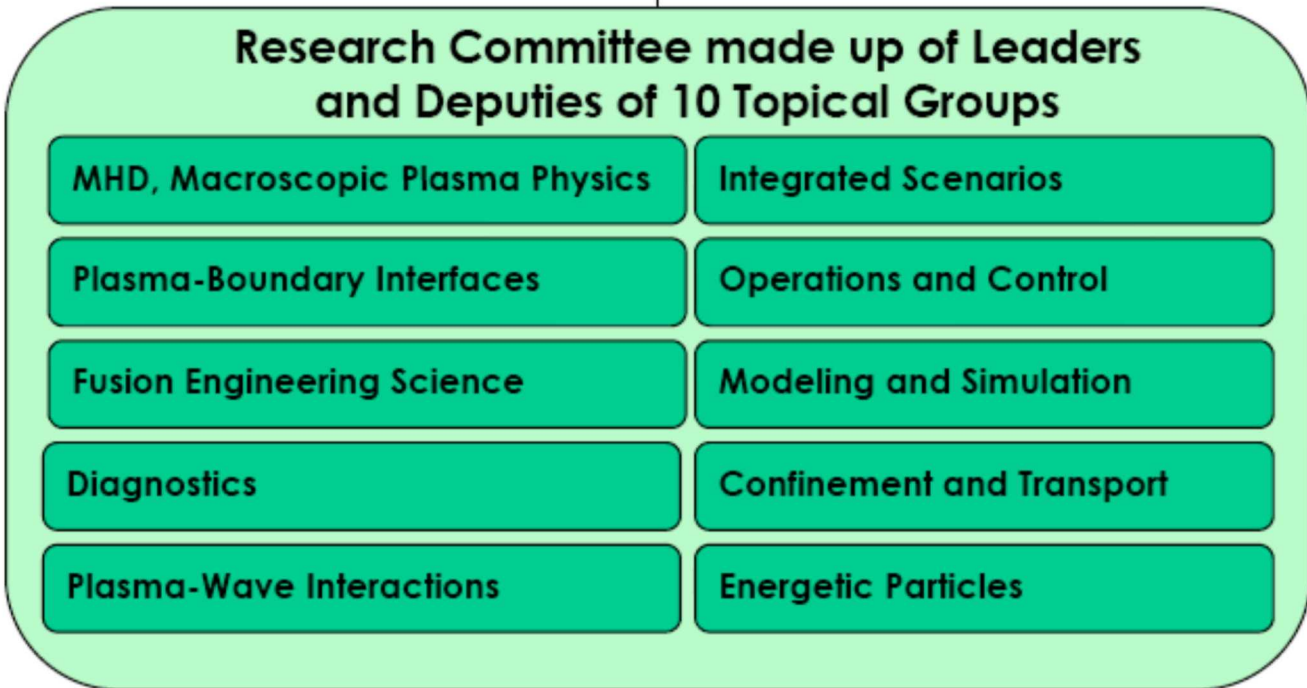 Research Committee made up of Leaders
and Deputies of 10 Topical Groups
MHD, Macroscopic Plasma Physics
Integrated Scenarios
Plasma-Boundary Interfaces
Operations and Control
Fusion Engineering Science
Modeling and Simulation
Diagnostics
Confinement and Transport
Plasma-Wave Interactions
Energetic Particles